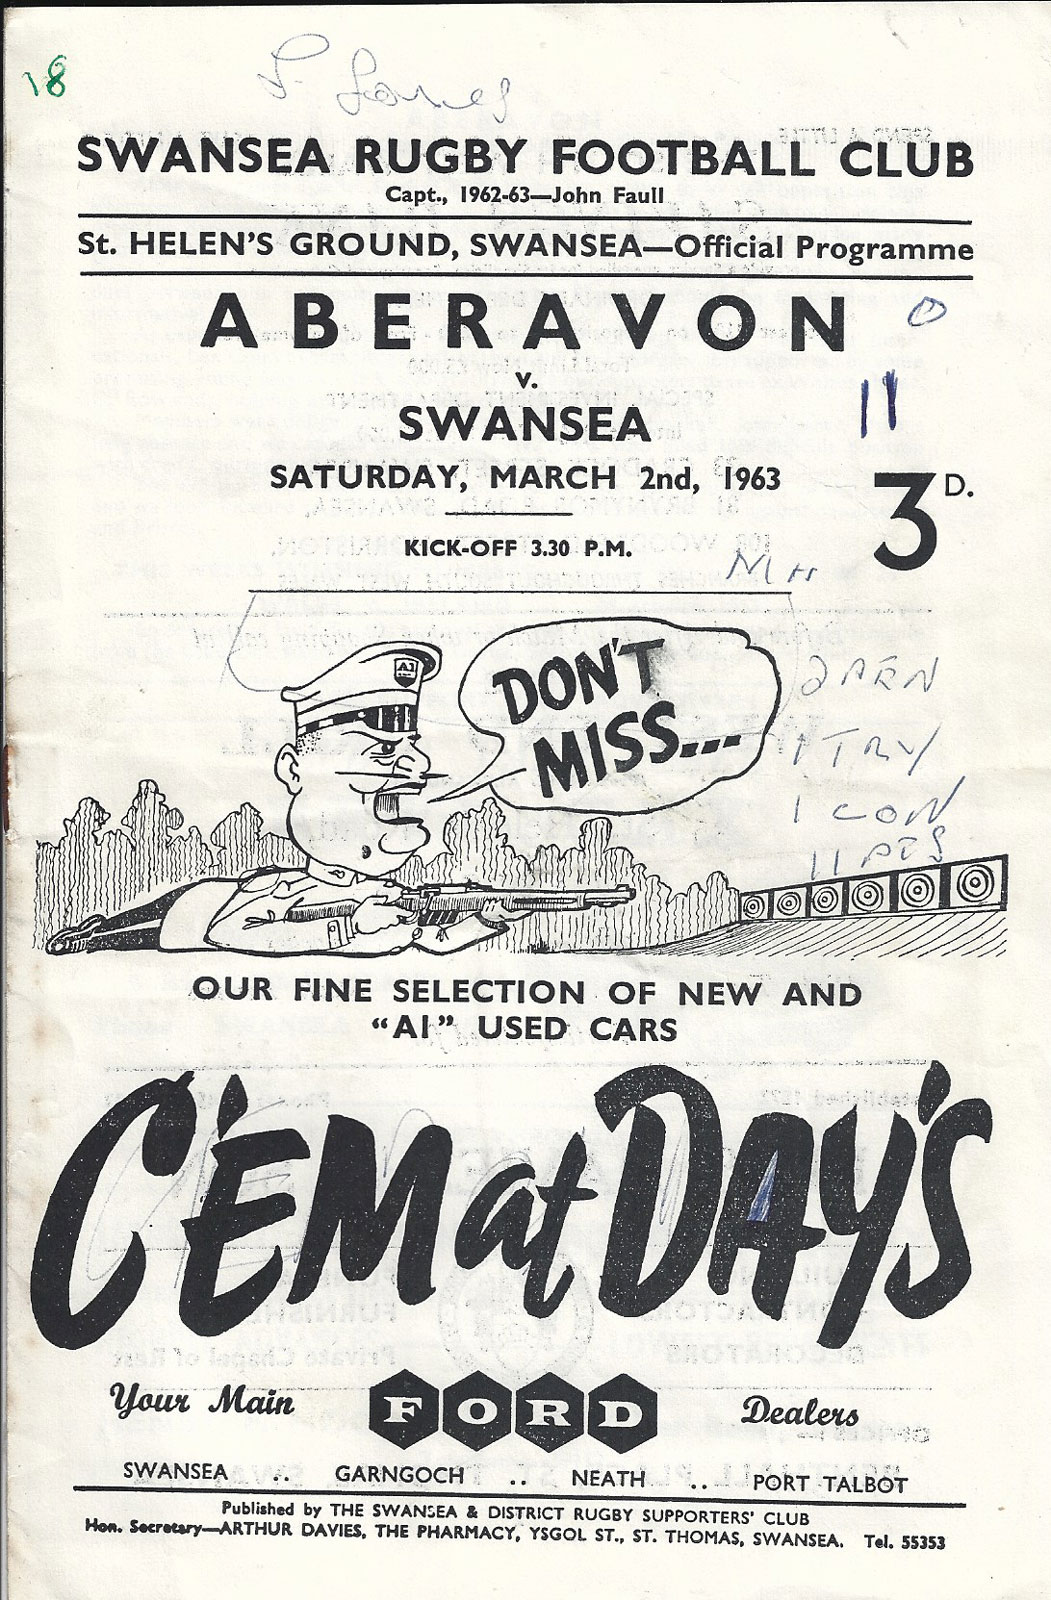 18
SWANSEA RUGBY FOOTBALL CLUB
Capt., 1962-63—John Faull
St. HELEN'S GROUND, SWANSEA—Official Programme
ABERAVON 0
v.
SWANSEA 11
SATURDAY, MARCH 2nd, 1963
3D.
KICK-OFF 3.30 P.M.
A1
DON'T
MISS...
2 PEN
1 TRY
1 CON
11 PTS
OUR FINE SELECTION OF NEW AND
“A1” USED CARS
C'EM at DAY'S
Your Main FORD Dealers
SWANSEA .. GARNGOCH .. NEATH .. PORT TALBOT
Published by THE SWANSEA & DISTRICT RUGBY SUPPORTERS' CLUB
Hon. Secretary—ARTHUR DAVIES, THE PHARMACY, YSGOL ST., ST. THOMAS, SWANSEA. Tel. 55353